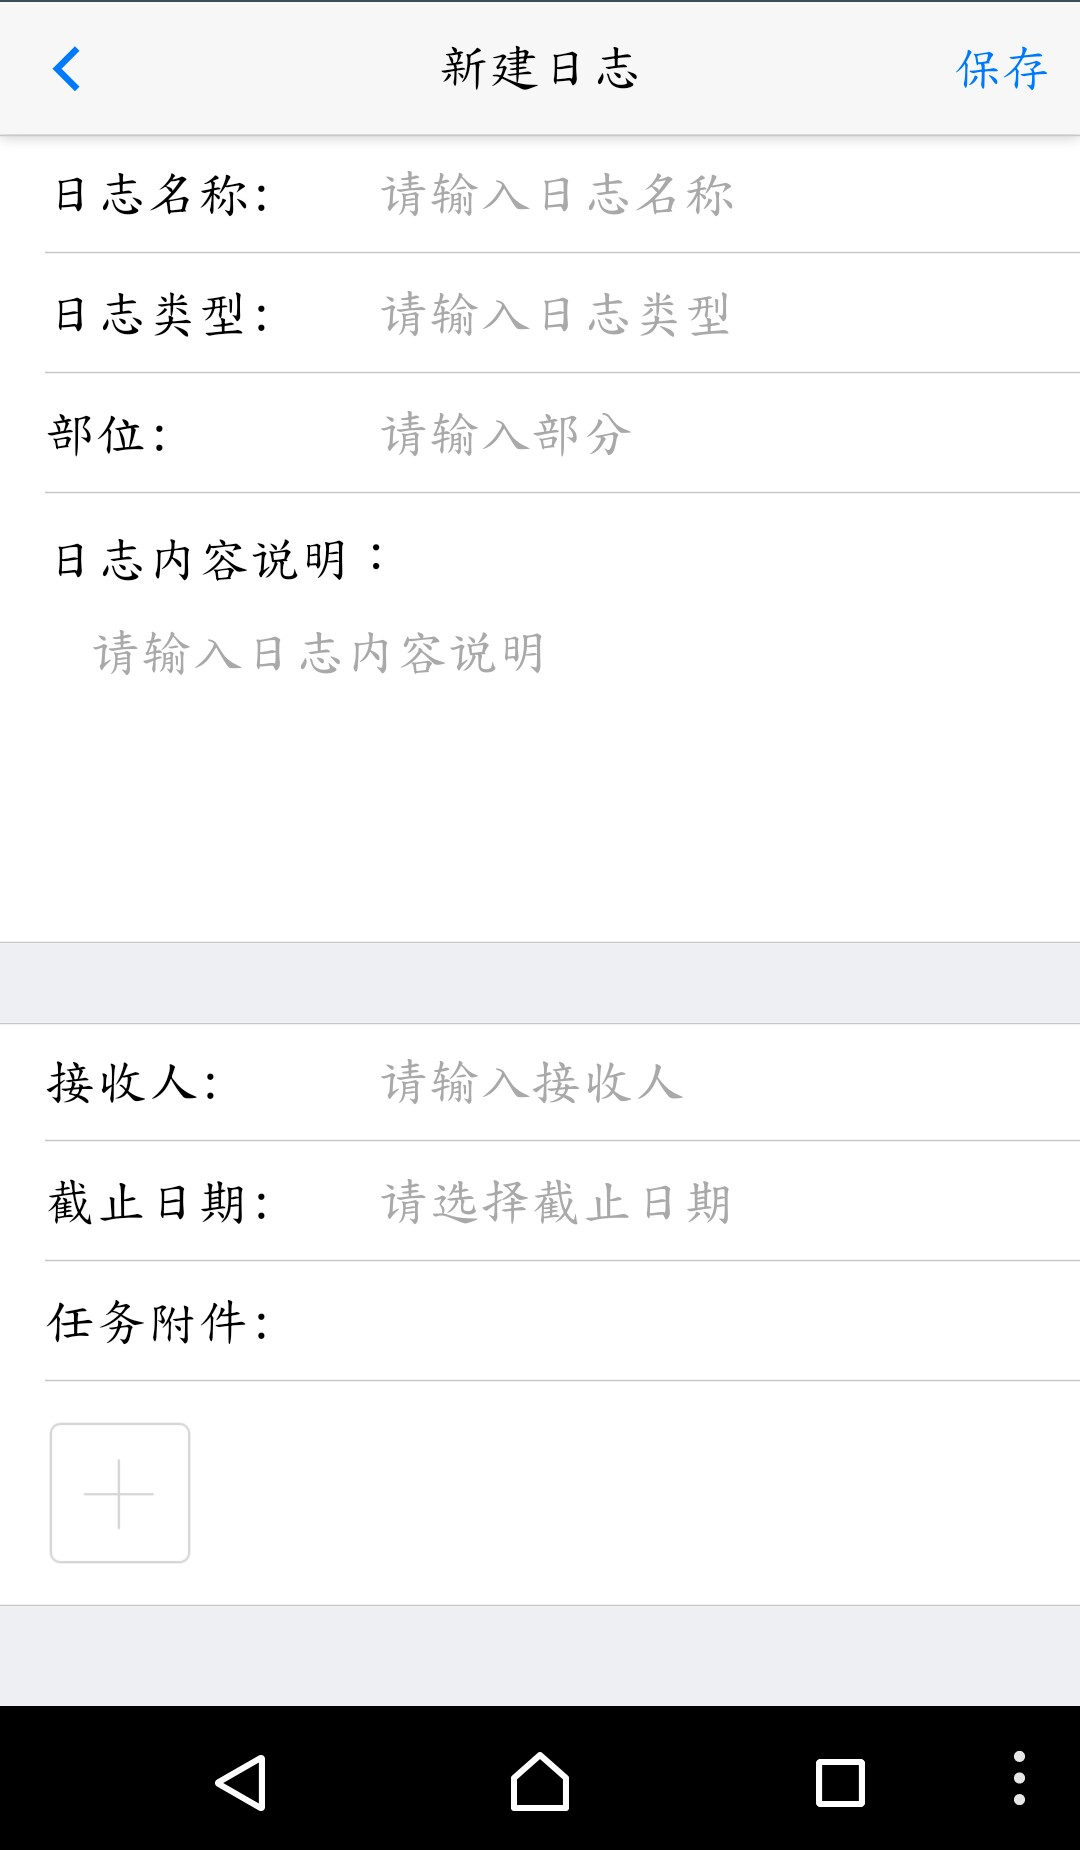 新建日志
保存
日志名称: 请输入日志名称
日志类型: 请输入日志类型
部位: 请输入部分
日志内容说明：
请输入日志内容说明
接收人: 请输入接收人
截止日期: 请选择截止日期
任务附件: